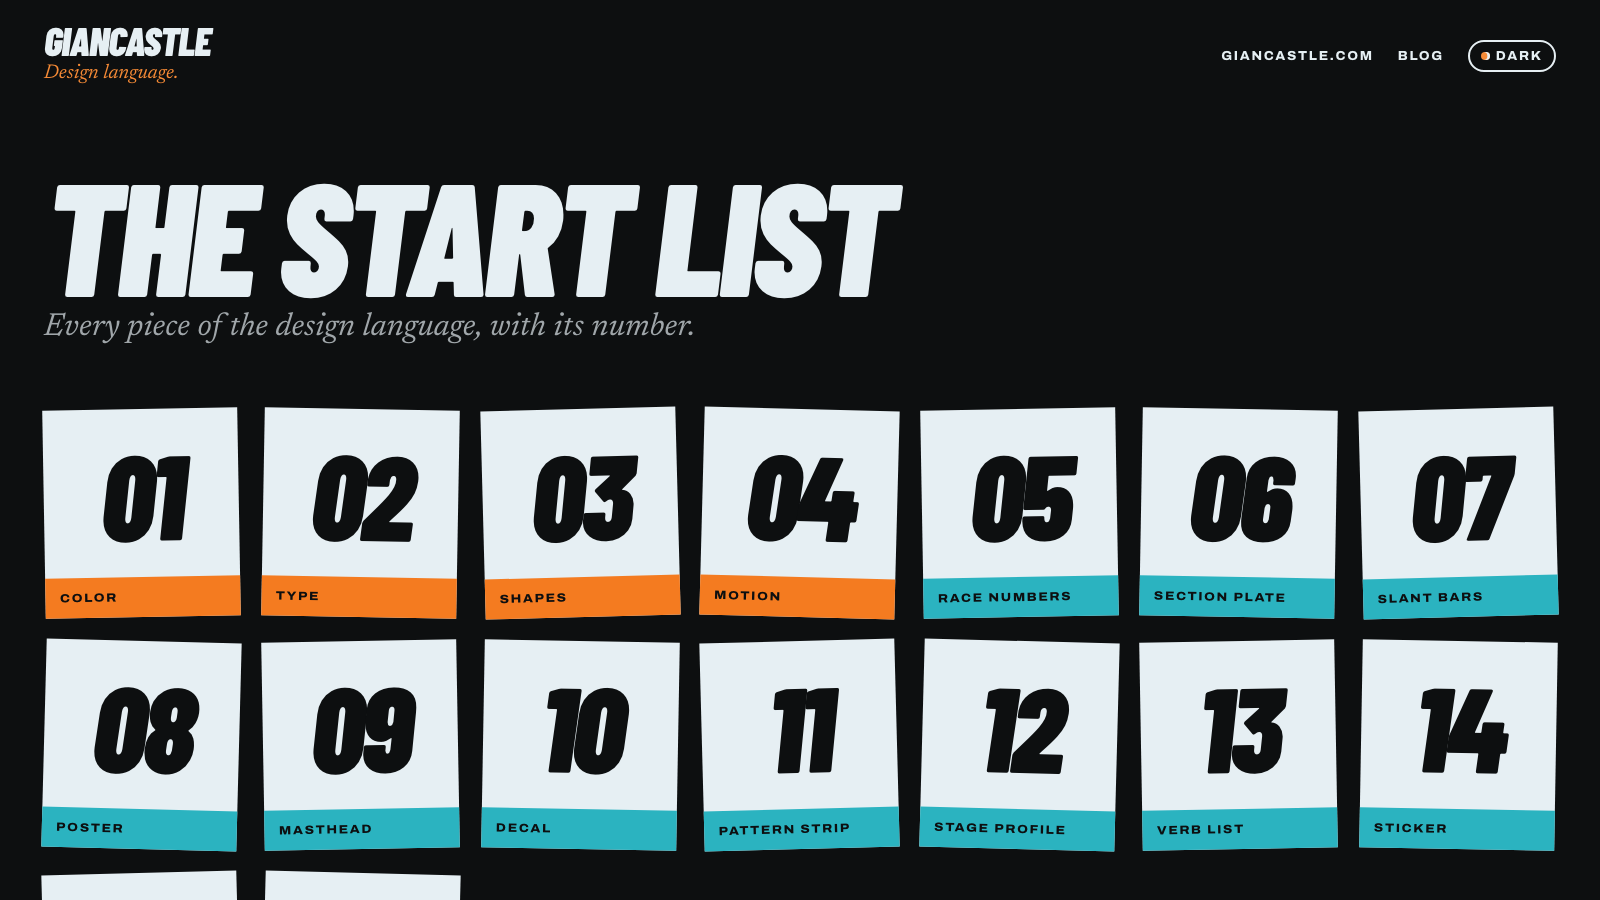 GIANCASTLE
Design language.
GIANCASTLE.COM BLOG DARK
THE START LIST
Every piece of the design language, with its number.
01 02 03 04 05 06 07
COLOR TYPE SHAPES MOTION RACE NUMBERS SECTION PLATE SLANT BARS
08 09 10 11 12 13 14
POSTER MASTHEAD DECAL PATTERN STRIP STAGE PROFILE VERB LIST STICKER